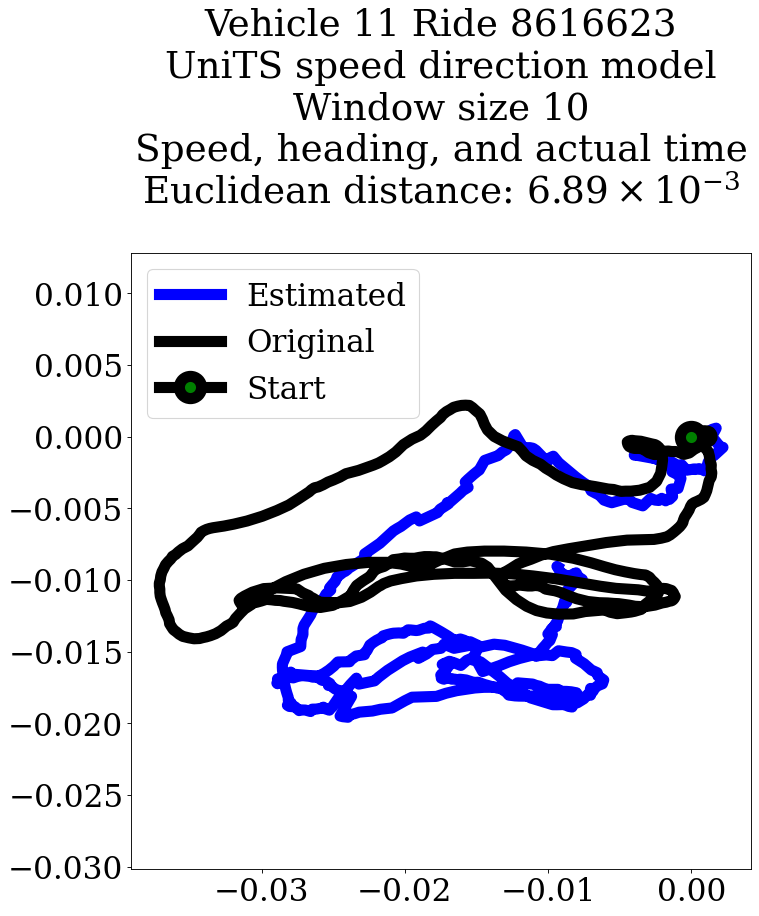 Vehicle 11 Ride 8616623
UniTS speed direction model
Window size 10
Speed, heading, and actual time
Euclidean distance: 6.89 × 10⁻³
Estimated
Original
Start
0.010
0.005
0.000
−0.005
−0.010
−0.015
−0.020
−0.025
−0.030
−0.03 −0.02 −0.01 0.00